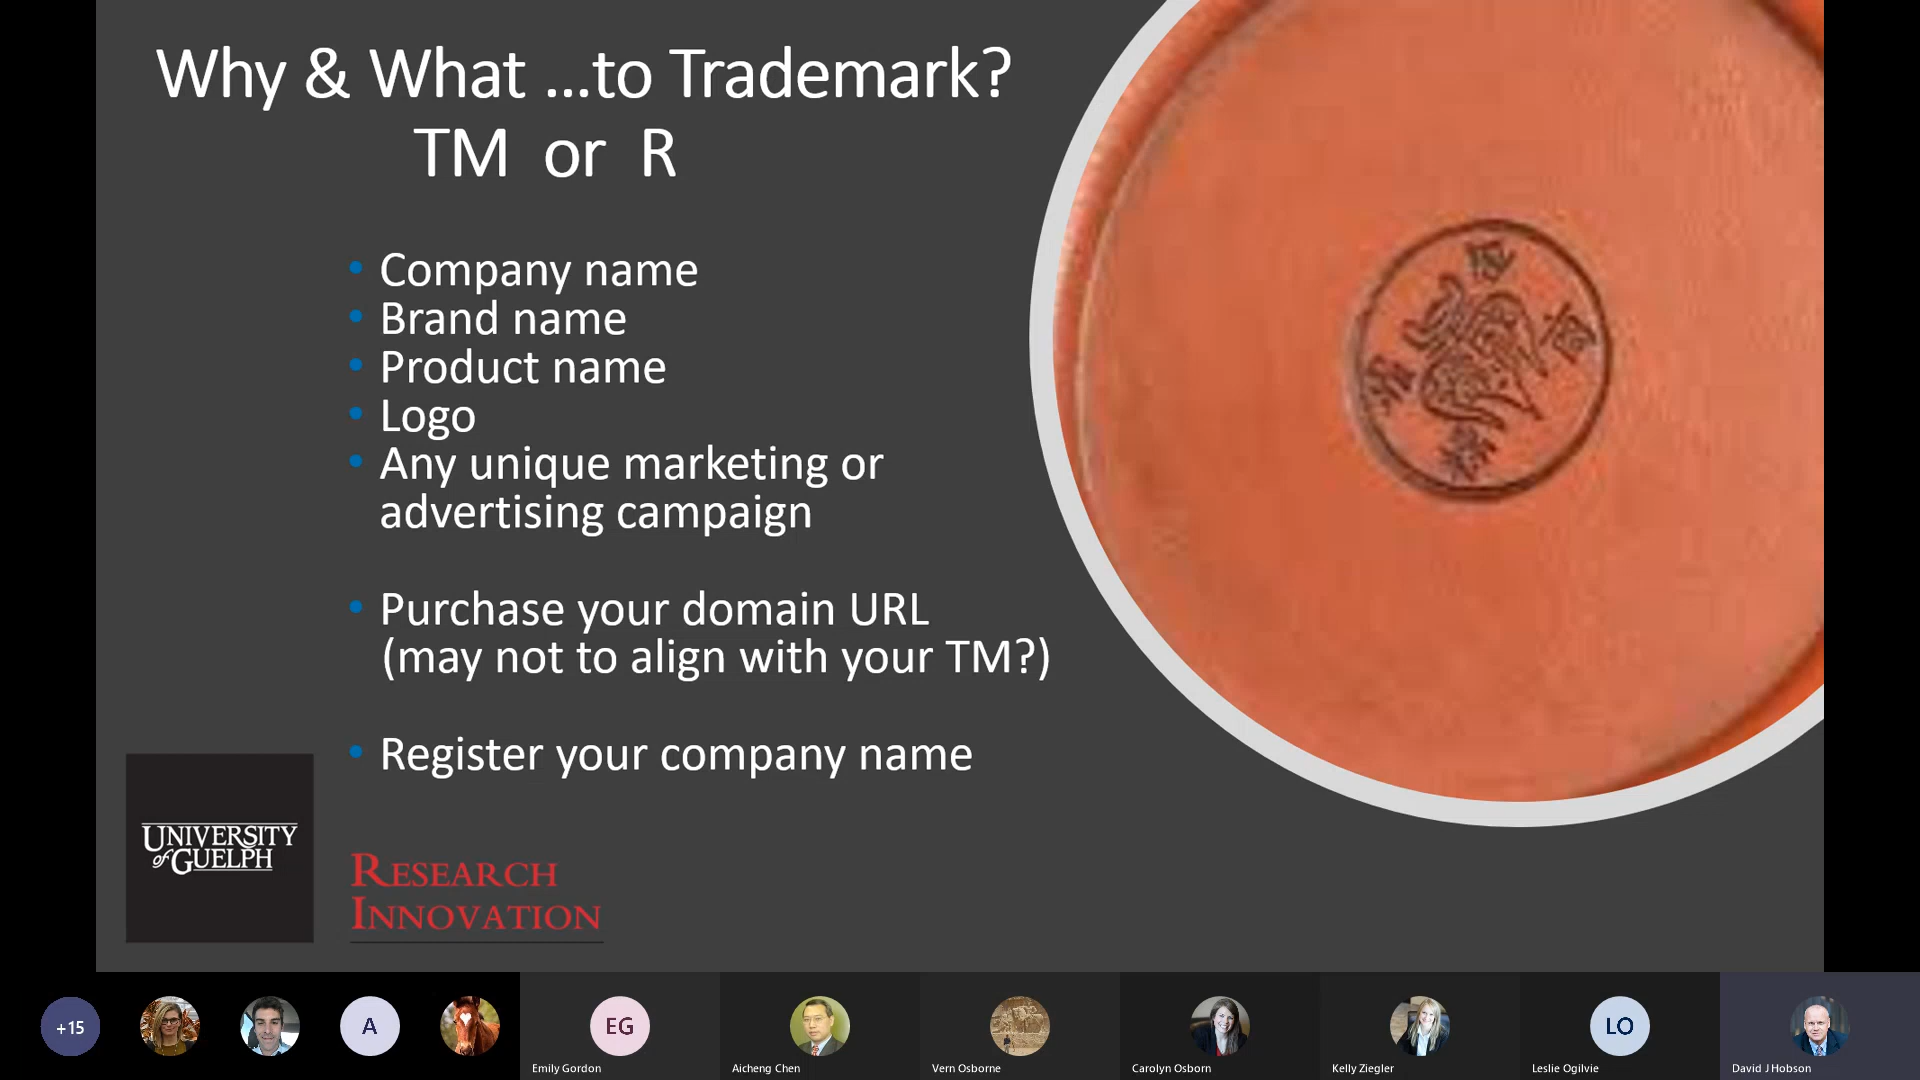 Why & What ...to Trademark?
TM or R
• Company name
• Brand name
• Product name
• Logo
• Any unique marketing or
advertising campaign
• Purchase your domain URL
(may not to align with your TM?)
• Register your company name
UNIVERSITY
of GUELPH
RESEARCH
INNOVATION
+15
A
EG
LO
Emily Gordon
Aicheng Chen
Vern Osborne
Carolyn Osborn
Kelly Ziegler
Leslie Ogilvie
David J Hobson